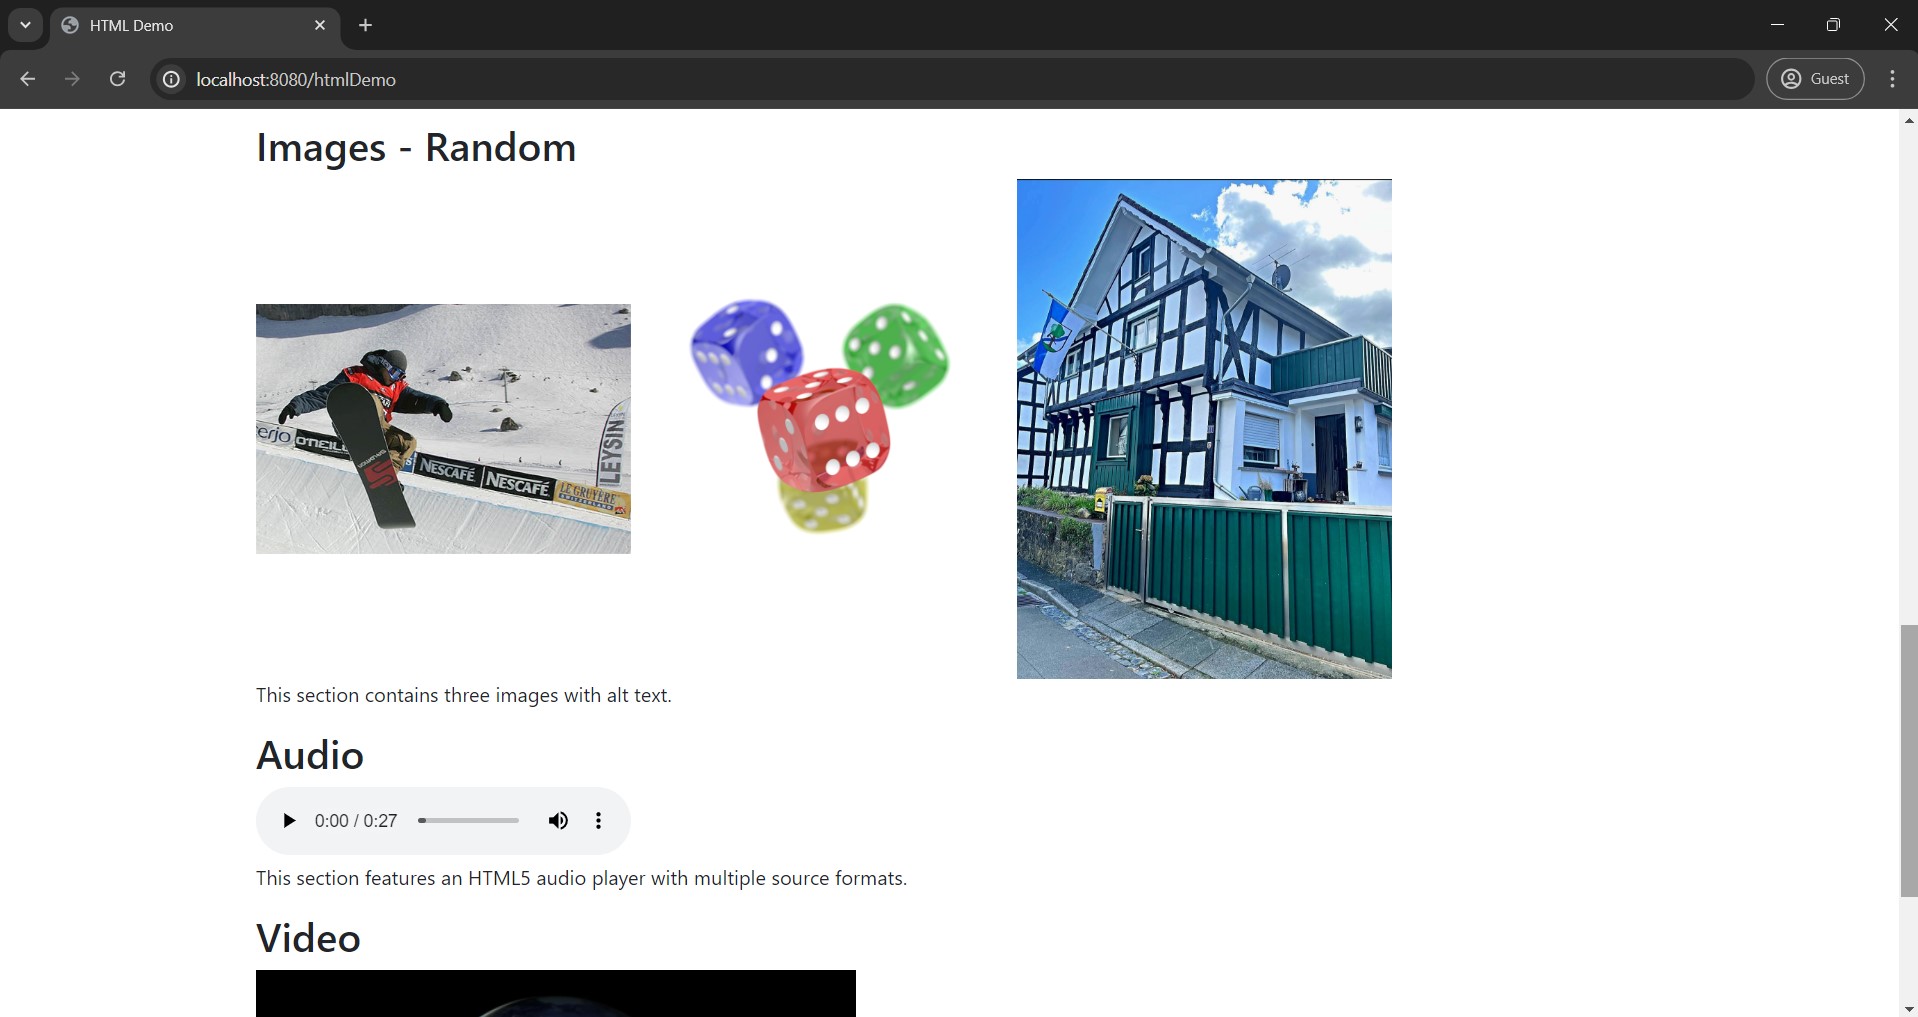 HTML Demo
localhost:8080/htmlDemo
Guest
Images - Random
erjo O'NEILL
NESCAFÉ NESCAFÉ LE GRUYERE
SWITZERLAND
LEYSIN
This section contains three images with alt text.
Audio
0:00 / 0:27
This section features an HTML5 audio player with multiple source formats.
Video